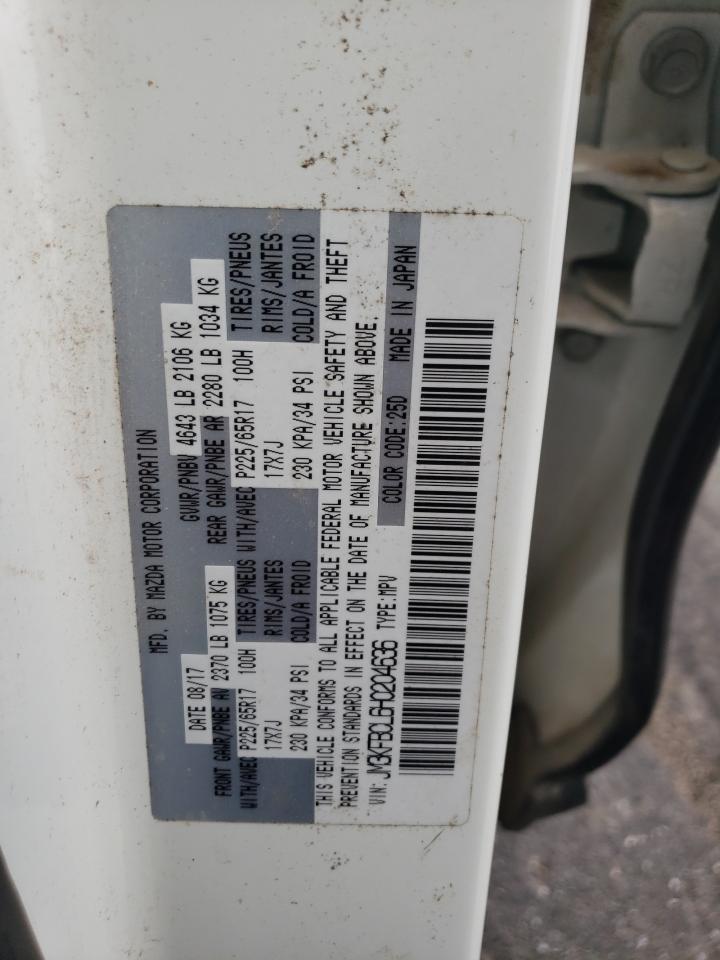 MFD. BY MAZDA MOTOR CORPORATION
DATE 08/17 GVWR/PNBV 4643 LB 2106 KG
FRONT GAWR/PNBE AV 2370 LB 1075 KG REAR GAWR/PNBE AR 2280 LB 1034 KG
WITH/AVEC P225/65R17 100H TIRES/PNEUS WITH/AVEC P225/65R17 100H TIRES/PNEUS
17X7J RIMS/JANTES 17X7J RIMS/JANTES
230 KPA/34 PSI COLD/A FROID 230 KPA/34 PSI COLD/A FROID
THIS VEHICLE CONFORMS TO ALL APPLICABLE FEDERAL MOTOR VEHICLE SAFETY AND THEFT
PREVENTION STANDARDS IN EFFECT ON THE DATE OF MANUFACTURE SHOWN ABOVE.
VIN: JM3KFBCL6H0204636 TYPE:MPV COLOR CODE:25D MADE IN JAPAN